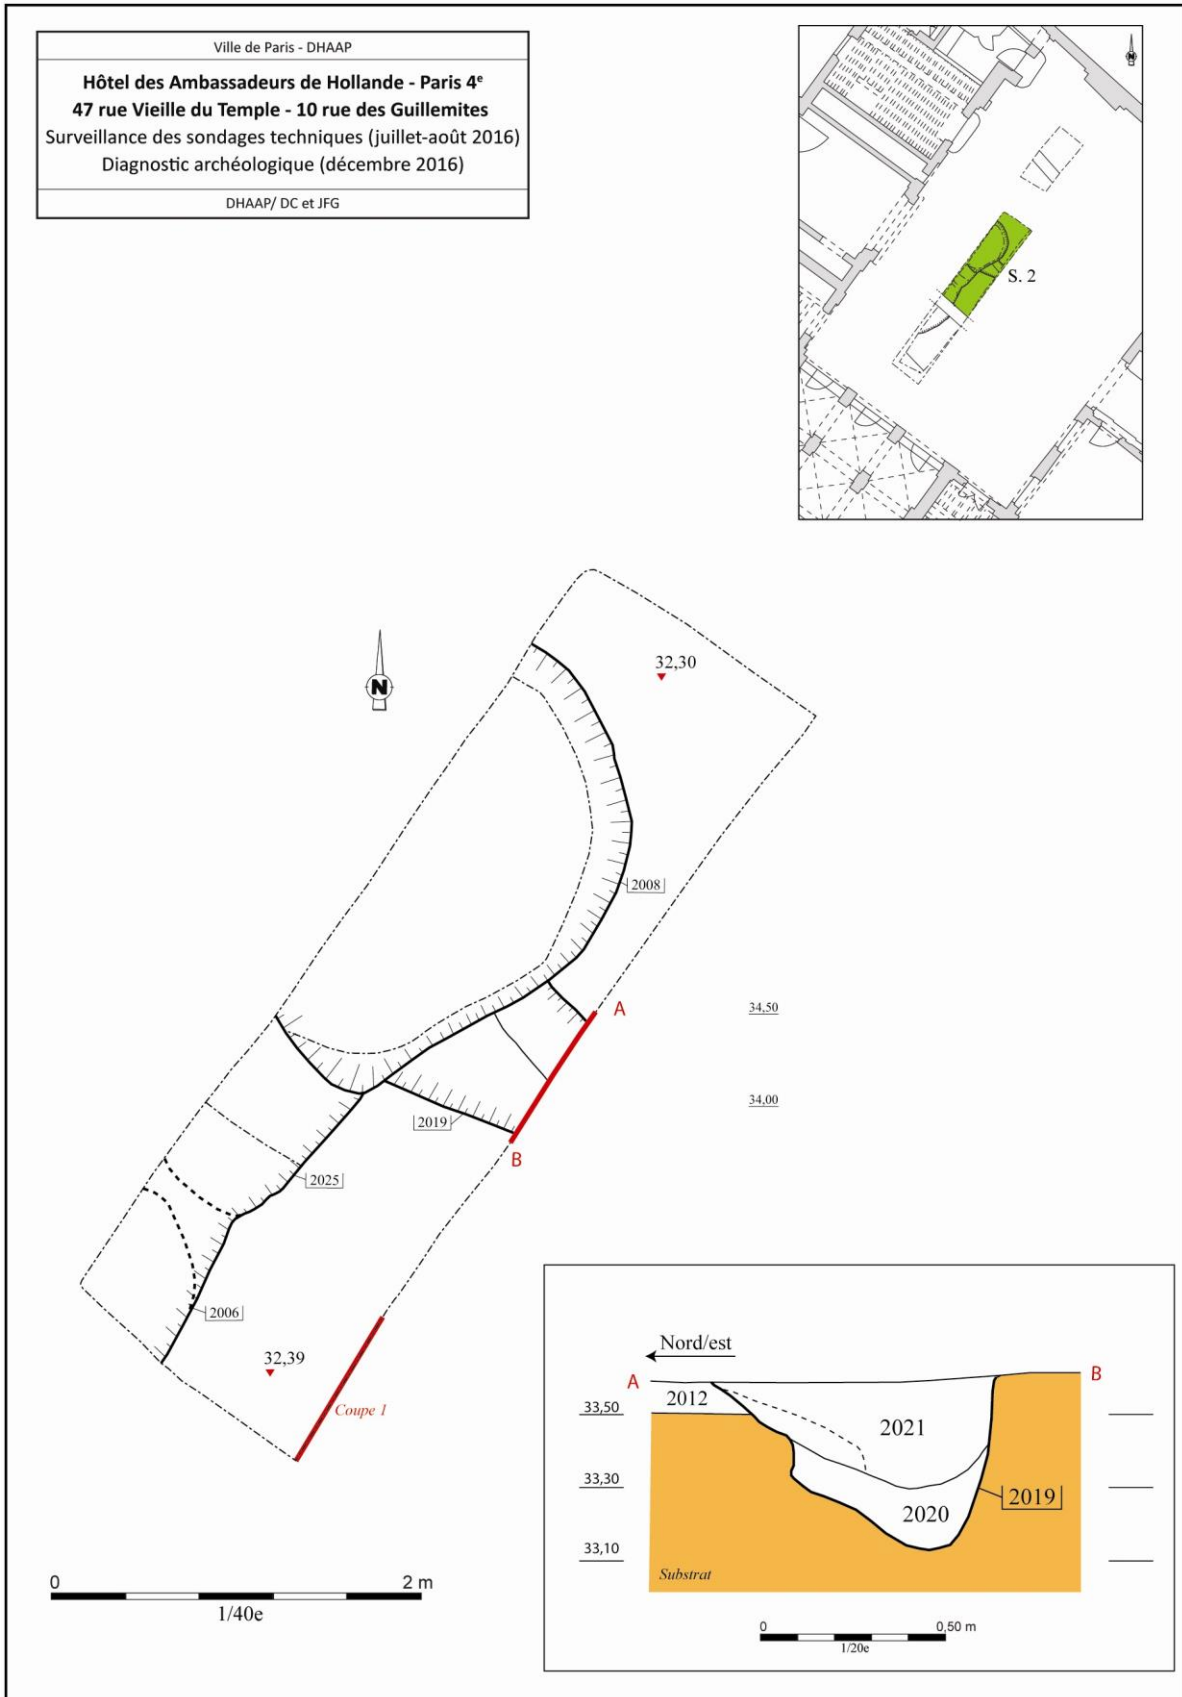 Ville de Paris - DHAAP
Hôtel des Ambassadeurs de Hollande - Paris 4e
47 rue Vieille du Temple - 10 rue des Guillemites
Surveillance des sondages techniques (juillet-août 2016)
Diagnostic archéologique (décembre 2016)
DHAAP/ DC et JFG
N
S. 2
N
32,30
2008
A
34,50
34,00
2019
B
2025
2006
32,39
Coupe 1
0 2 m
1/40e
Nord/est
A
B
2012
33,50
2021
33,30
2019
2020
33,10
Substrat
0 0,50 m
1/20e